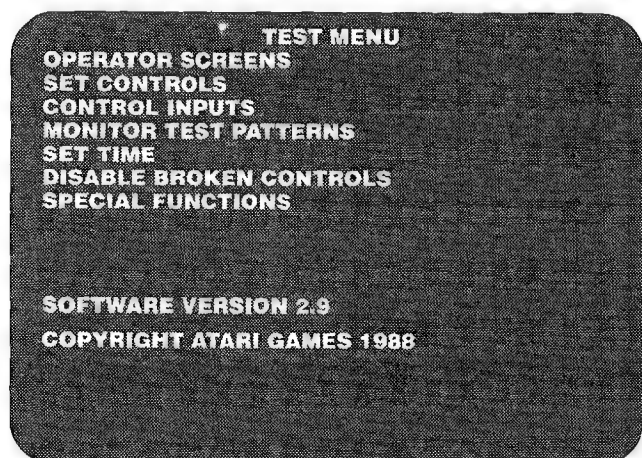 TEST MENU
OPERATOR SCREENS
SET CONTROLS
CONTROL INPUTS
MONITOR TEST PATTERNS
SET TIME
DISABLE BROKEN CONTROLS
SPECIAL FUNCTIONS
SOFTWARE VERSION 2.9
COPYRIGHT ATARI GAMES 1988